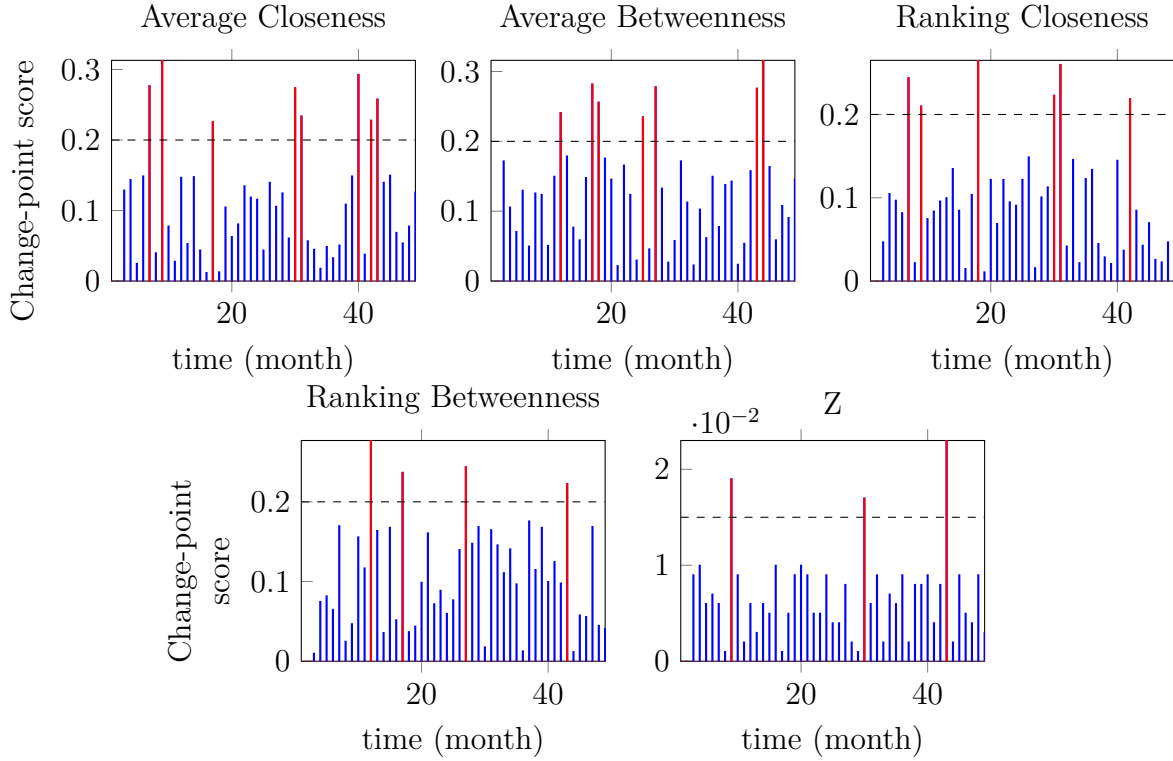 Average Closeness
Average Betweenness
Ranking Closeness
Change-point score
0.3
0.2
0.1
0
20
40
time (month)
0.3
0.2
0.1
0
20
40
time (month)
0.2
0.1
0
20
40
time (month)
Ranking Betweenness
Change-point
score
0.2
0.1
0
20
40
time (month)
Z
·10⁻²
2
1
0
20
40
time (month)